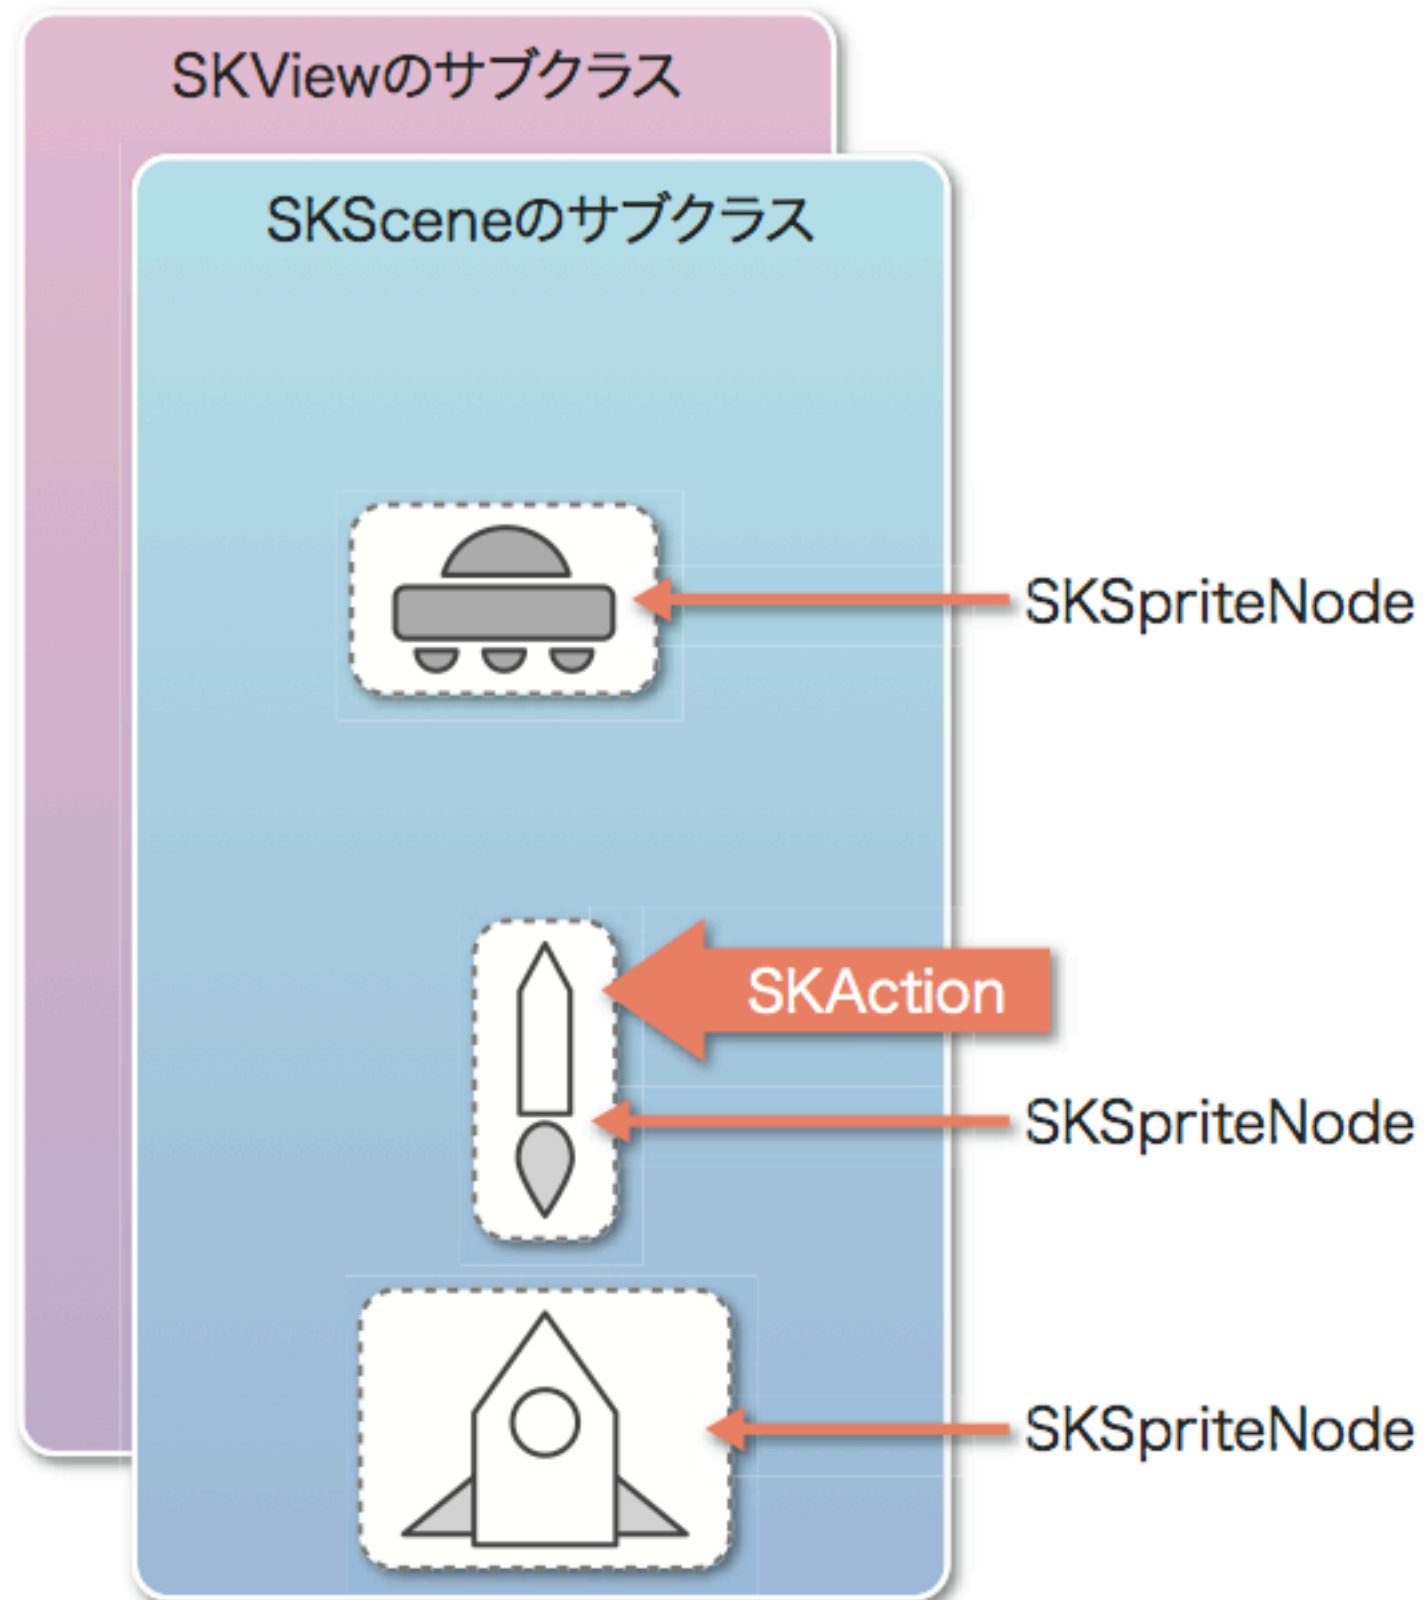 SKViewのサブクラス
SKSceneのサブクラス
SKSpriteNode
SKAction
SKSpriteNode
SKSpriteNode